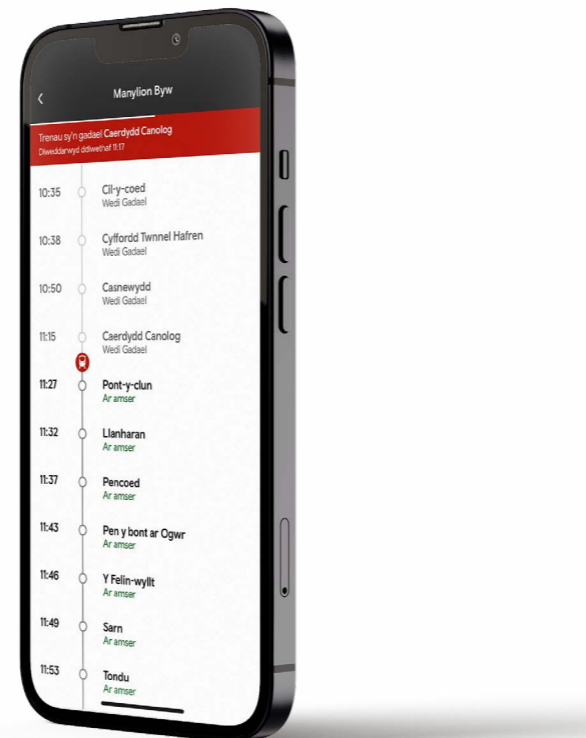 Manylion Byw
Trenau sy'n gadael Caerdydd Canolog
Diweddarwyd ddiwethaf 11:17
10:35 Cil-y-coed
Wedi Gadael
10:38 Cyffordd Twnnel Hafren
Wedi Gadael
10:50 Casnewydd
Wedi Gadael
11:15 Caerdydd Canolog
Wedi Gadael
11:27 Pont-y-clun
Ar amser
11:32 Llanharan
Ar amser
11:37 Pencoed
Ar amser
11:43 Pen y bont ar Ogwr
Ar amser
11:46 Y Felin-wyllt
Ar amser
11:49 Sarn
Ar amser
11:53 Tondu
Ar amser